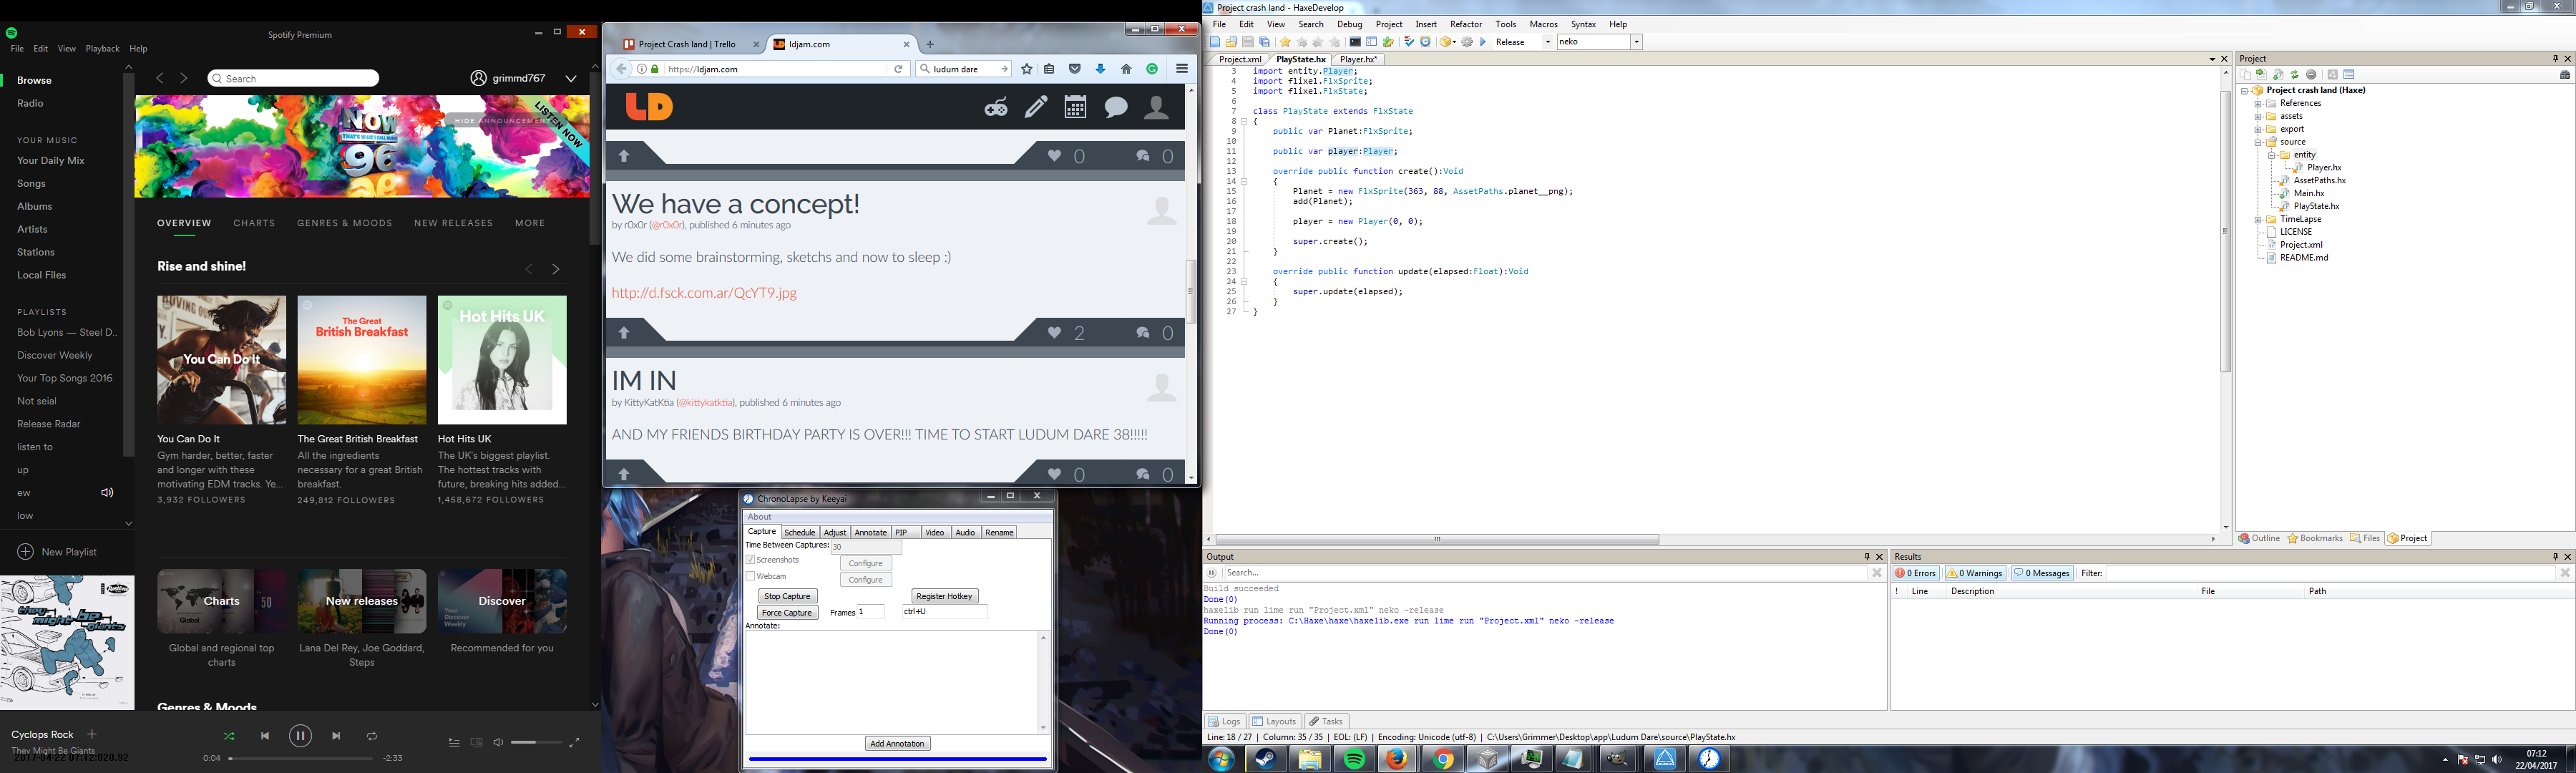 Spotify Premium
File Edit View Playback Help
Browse
Radio
YOUR MUSIC
Your Daily Mix
Songs
Albums
Artists
Stations
Local Files
PLAYLISTS
Bob Lyons — Steel D..
Discover Weekly
Your Top Songs 2016
Not seial
Release Radar
listen to
up
ew
low
New Playlist
Search
grimmd767
NOW
THAT'S WHAT I CALL MUSIC
96
HIDE ANNOUNCEMENT
LISTEN NOW
OVERVIEW CHARTS GENRES & MOODS NEW RELEASES MORE
Rise and shine!
You Can Do It
The Great
British Breakfast
Hot Hits UK
You Can Do It
Gym harder, better, faster
and longer with these
motivating EDM tracks. Ye...
3,932 FOLLOWERS
The Great British Breakfast
All the ingredients
necessary for a great British
breakfast.
249,812 FOLLOWERS
Hot Hits UK
The UK's biggest playlist.
The hottest tracks with
future, breaking hits added...
1,458,672 FOLLOWERS
Charts
New releases
Discover
Global and regional top
charts
Lana Del Rey, Joe Goddard,
Steps
Recommended for you
Genres & Moods
they might be giants
Cyclops Rock
They Might Be Giants
2017-04-22 07:12:020.92
0:04
-2:33
Project Crash land | Trello
ldjam.com
https://ldjam.com
ludum dare
LD
0 0
We have a concept!
by r0x0r (@r0x0r), published 6 minutes ago
We did some brainstorming, sketchs and now to sleep :)
http://d.fsck.com.ar/QcYT9.jpg
2 0
IM IN
by KittyKatKtia (@kittykatktia), published 6 minutes ago
AND MY FRIENDS BIRTHDAY PARTY IS OVER!!! TIME TO START LUDUM DARE 38!!!!!
0 0
ChronoLapse by Keeyai
About
Capture Schedule Adjust Annotate PIP Video Audio Rename
Time Between Captures: 30
Screenshots Configure
Webcam Configure
Stop Capture Register Hotkey
Force Capture Frames 1 ctrl+U
Annotate:
Add Annotation
Project crash land - HaxeDevelop
File Edit View Search Debug Project Insert Refactor Tools Macros Syntax Help
Release neko
Project.xml PlayState.hx Player.hx*
3 import entity.Player;
4 import flixel.FlxSprite;
5 import flixel.FlxState;
6
7 class PlayState extends FlxState
8 {
9 public var Planet:FlxSprite;
10
11 public var player:Player;
12
13 override public function create():Void
14 {
15 Planet = new FlxSprite(363, 88, AssetPaths.planet__png);
16 add(Planet);
17
18 player = new Player(0, 0);
19
20 super.create();
21 }
22
23 override public function update(elapsed:Float):Void
24 {
25 super.update(elapsed);
26 }
27 }
Project
Project crash land (Haxe)
References
assets
export
source
entity
Player.hx
AssetPaths.hx
Main.hx
PlayState.hx
TimeLapse
LICENSE
Project.xml
README.md
Outline Bookmarks Files Project
Output
Search...
Build succeeded
Done(0)
haxelib run lime run "Project.xml" neko -release
Running process: C:\Haxe\haxe\haxelib.exe run lime run "Project.xml" neko -release
Done(0)
Results
0 Errors 0 Warnings 0 Messages Filter:
! Line Description File Path
Logs Layouts Tasks
Line: 18 / 27 | Column: 35 / 35 | EOL: (LF) | Encoding: Unicode (utf-8) | C:\Users\Grimmer\Desktop\app\Ludum Dare\source\PlayState.hx
07:12
22/04/2017